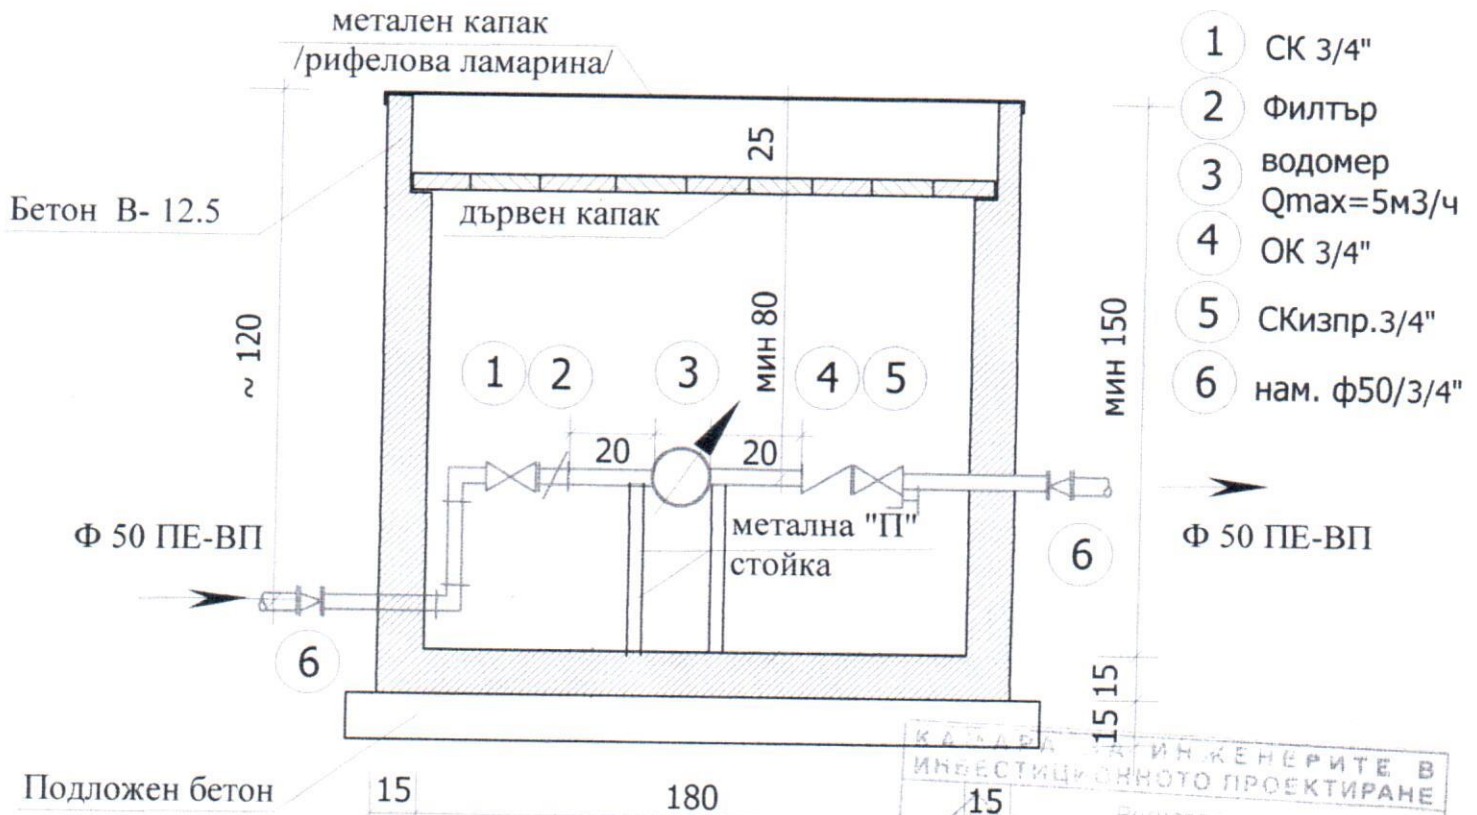 метален капак
/рифелова ламарина/
1 СК 3/4"
2 Филтър
3 водомер
Qmax=5м3/ч
4 ОК 3/4"
5 СКизпр.3/4"
6 нам. ф50/3/4"
25
Бетон В- 12.5
дървен капак
~ 120
мин 80
мин 150
1 2 3 4 5
20 20
Ф 50 ПЕ-ВП
метална "П"
стойка
6
Ф 50 ПЕ-ВП
6
15
15
КАМАРА НА ИНЖЕНЕРИТЕ В
ИНВЕСТИЦИОННОТО ПРОЕКТИРАНЕ
Подложен бетон
15 180 15